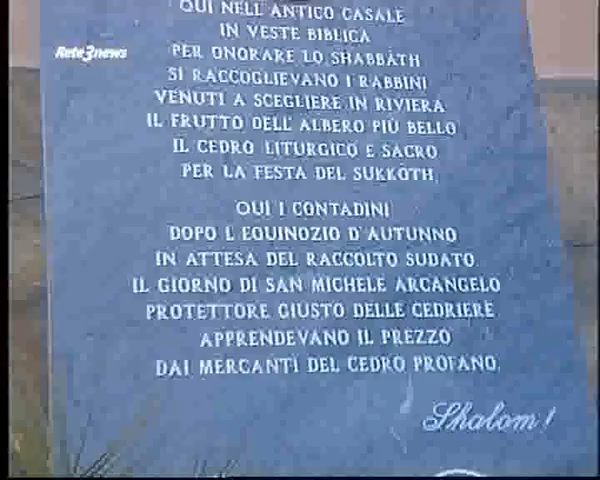 QUI NELL'ANTICO CASALE
IN VESTE BIBLICA
Rete3news
PER ONORARE LO SHABBÀTH
SI RACCOGLIEVANO I RABBINI
VENUTI A SCEGLIERE IN RIVIERA
IL FRUTTO DELL'ALBERO PIÙ BELLO
IL CEDRO LITURGICO E SACRO
PER LA FESTA DEL SUKKÒTH
QUI I CONTADINI
DOPO L'EQUINOZIO D'AUTUNNO
IN ATTESA DEL RACCOLTO SUDATO
IL GIORNO DI SAN MICHELE ARCANGELO
PROTETTORE GIUSTO DELLE CEDRIERE
APPRENDEVANO IL PREZZO
DAI MERCANTI DEL CEDRO PROFANO
Shalom!